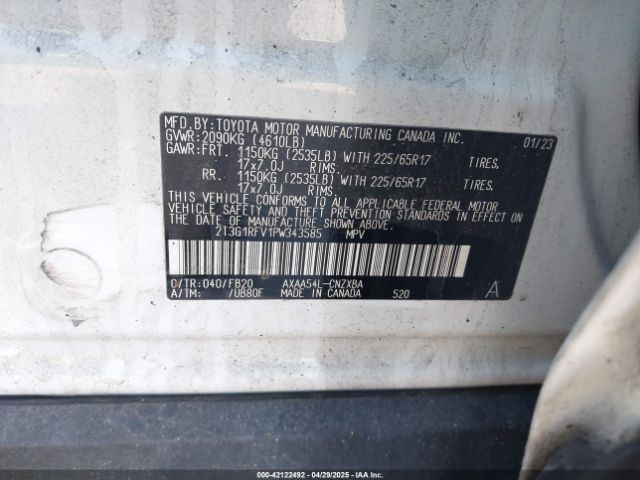 MFD.BY:TOYOTA MOTOR MANUFACTURING CANADA INC. 01/23
GVWR:2090KG (4610LB)
GAWR:FRT. 1150KG (2535LB) WITH 225/65R17 TIRES,
17x7.0J RIMS.
RR. 1150KG (2535LB) WITH 225/65R17 TIRES,
17x7.0J RIMS.
THIS VEHICLE CONFORMS TO ALL APPLICABLE FEDERAL MOTOR
VEHICLE SAFETY AND THEFT PREVENTION STANDARDS IN EFFECT ON
THE DATE OF MANUFACTURE SHOWN ABOVE.
2T3G1RFV1PW343585 MPV
C/TR:040/FB20 AXAA54L-CNZXBA
A/TM: /UB80F MADE IN CANADA 520 A
000-42122492 - 04/29/2025 - IAAI.CA